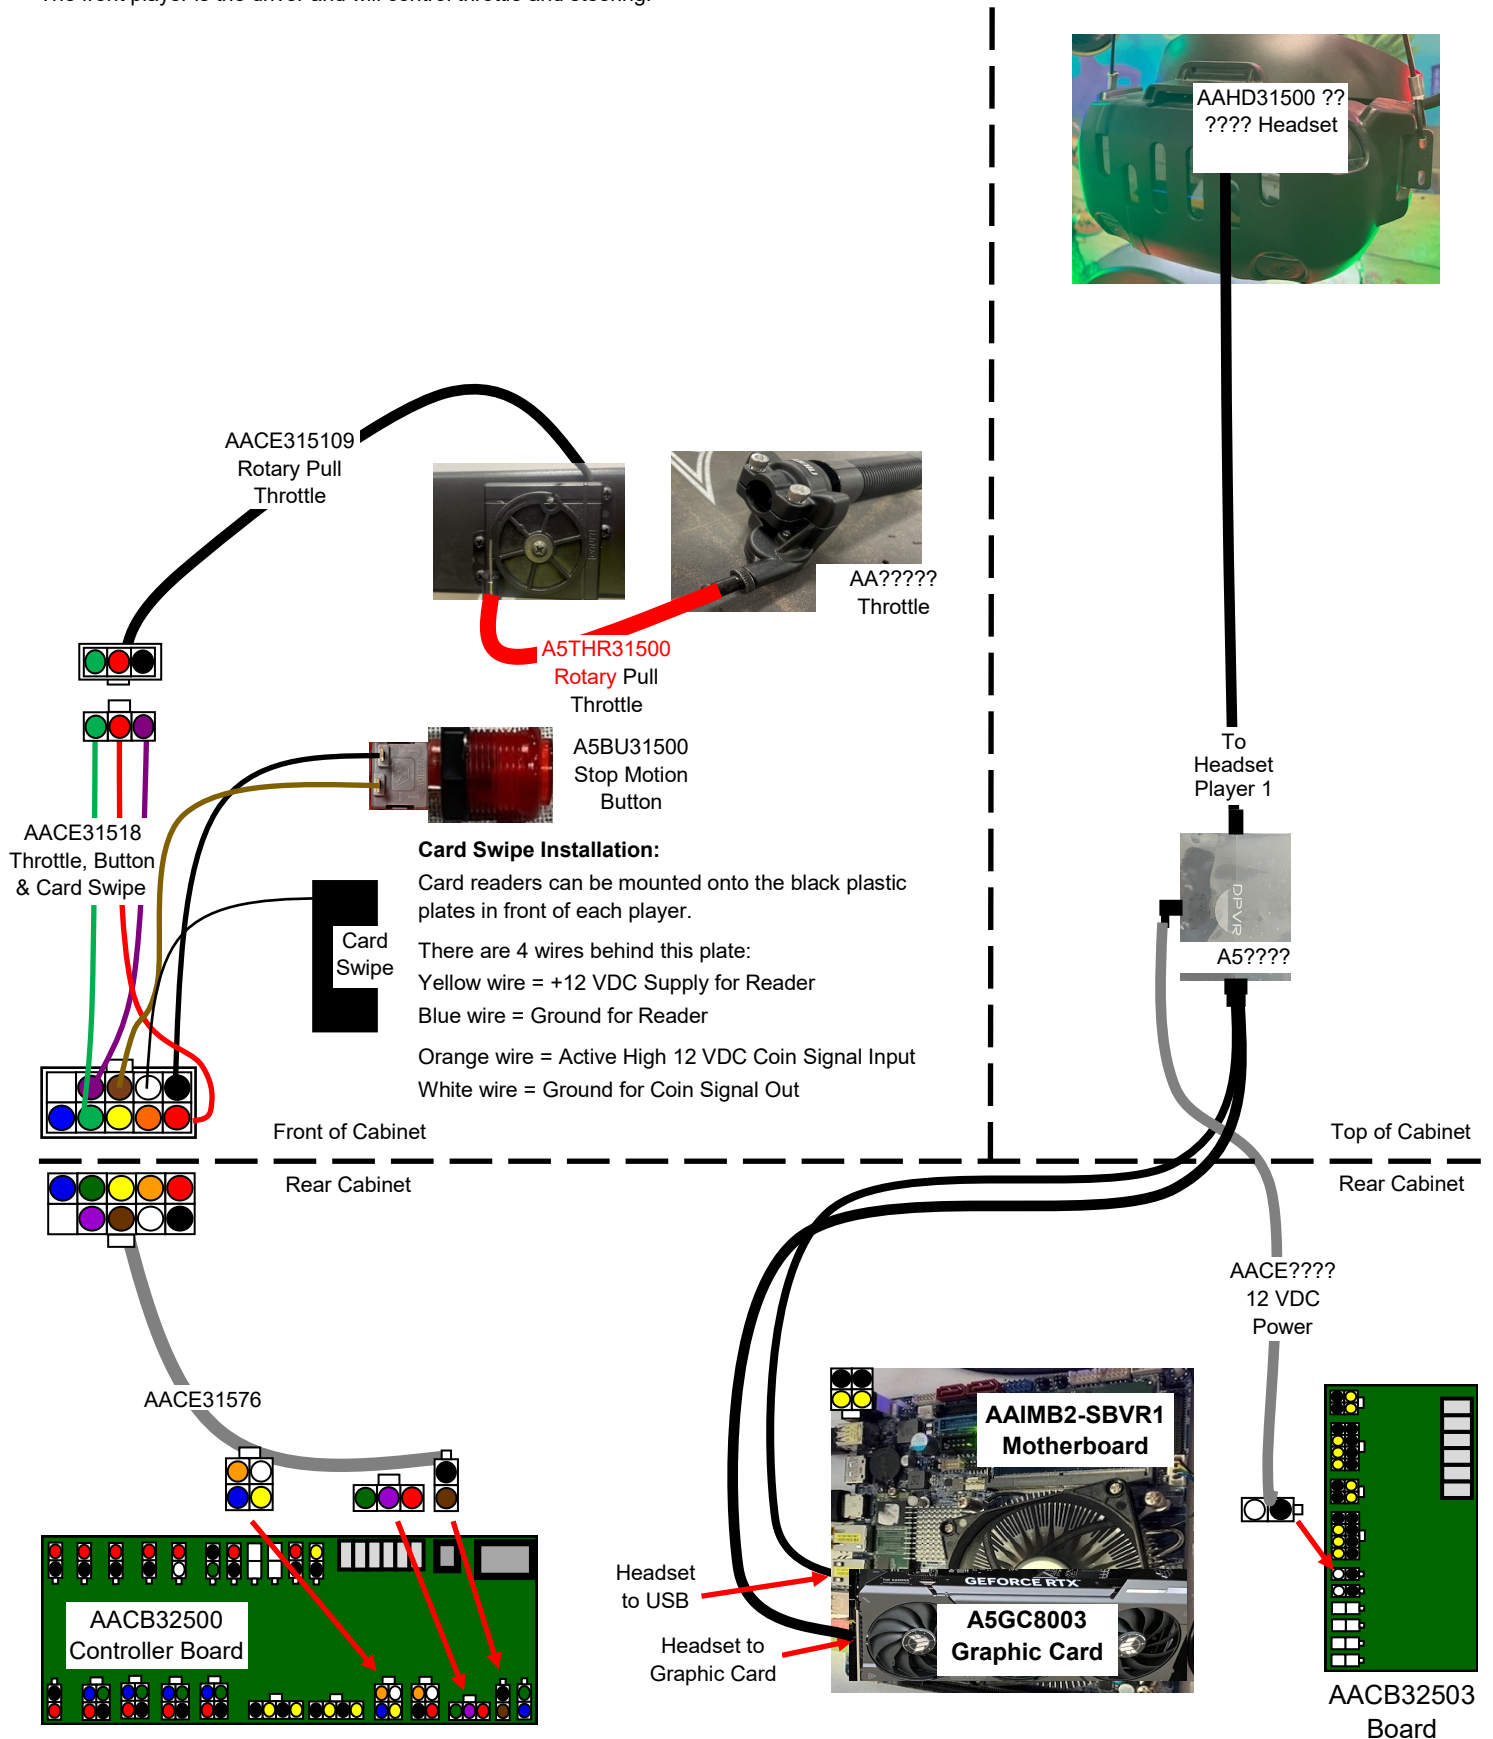 AAHD31500 ??
???? Headset
AACE315109
Rotary Pull
Throttle
AA?????
Throttle
A5THR31500
Rotary Pull
Throttle
A5BU31500
Stop Motion
Button
To
Headset
Player 1
AACE31518
Throttle, Button
& Card Swipe
Card Swipe Installation:
Card readers can be mounted onto the black plastic
plates in front of each player.
There are 4 wires behind this plate:
Yellow wire = +12 VDC Supply for Reader
Blue wire = Ground for Reader
Orange wire = Active High 12 VDC Coin Signal Input
White wire = Ground for Coin Signal Out
Card
Swipe
DPVR
A5????
Front of Cabinet
Top of Cabinet
Rear Cabinet
Rear Cabinet
AACE????
12 VDC
Power
AACE31576
AAIMB2-SBVR1
Motherboard
Headset
to USB
GEFORCE RTX
A5GC8003
Graphic Card
Headset to
Graphic Card
AACB32500
Controller Board
AACB32503
Board